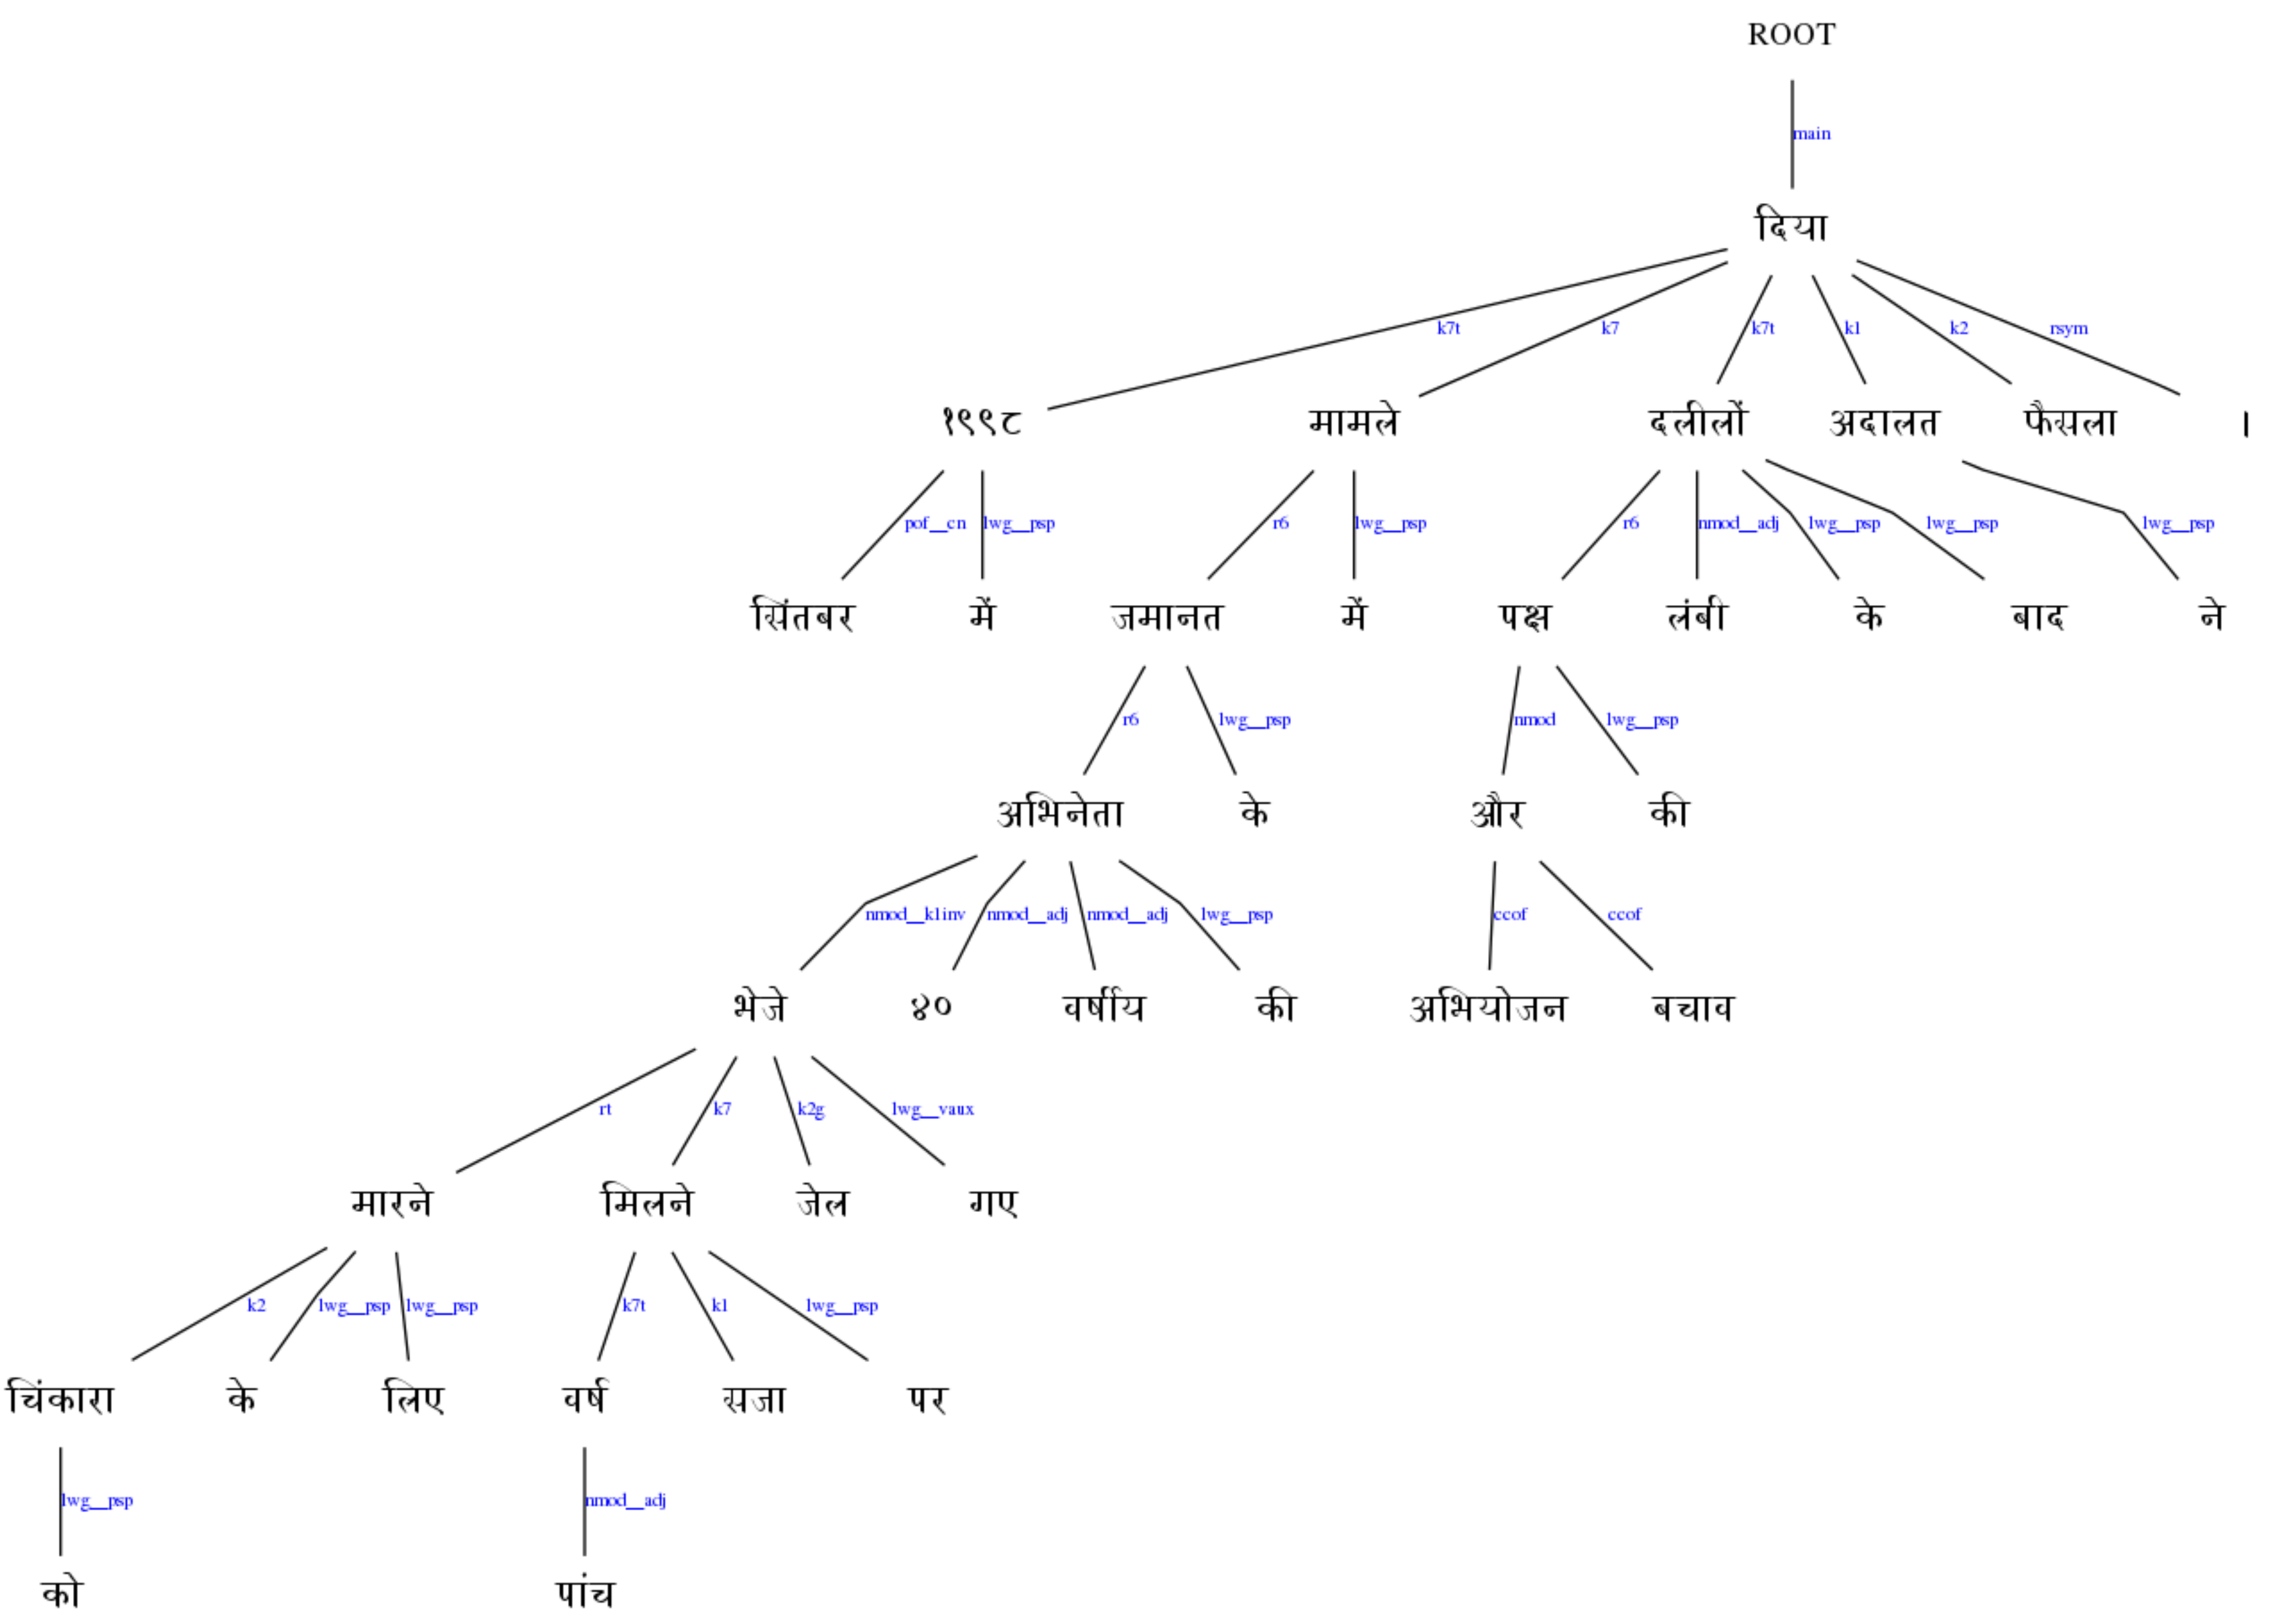 ROOT
main
दिया
k7t k7 k7t k1 k2 rsym
१९९८ मामले दलीलों अदालत फैसला ।
pof__cn lwg__psp r6 lwg__psp r6 nmod__adj lwg__psp lwg__psp lwg__psp
सिंतबर में जमानत में पक्ष लंबी के बाद ने
r6 lwg__psp nmod lwg__psp
अभिनेता के और की
nmod__k1inv nmod__adj nmod__adj lwg__psp ccof ccof
भेजे ४० वर्षीय की अभियोजन बचाव
rt k7 k2g lwg__vaux
मारने मिलने जेल गए
k2 lwg__psp lwg__psp k7t k1 lwg__psp
चिंकारा के लिए वर्ष सजा पर
lwg__psp nmod__adj
को पांच